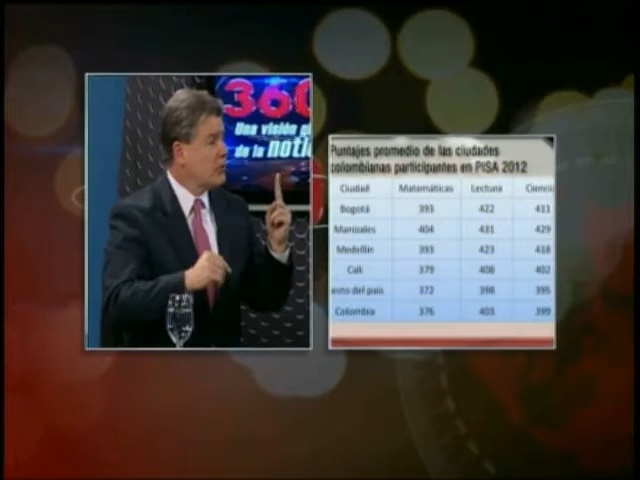 360
Una visión g
de la notic
Puntajes promedio de las ciudades
colombianas participantes en PISA 2012
Ciudad Matemáticas Lectura Ciencia
Bogotá 393 422 411
Manizales 404 431 429
Medellín 393 423 418
Cali 379 408 402
esto del país 372 398 395
Colombia 376 403 399